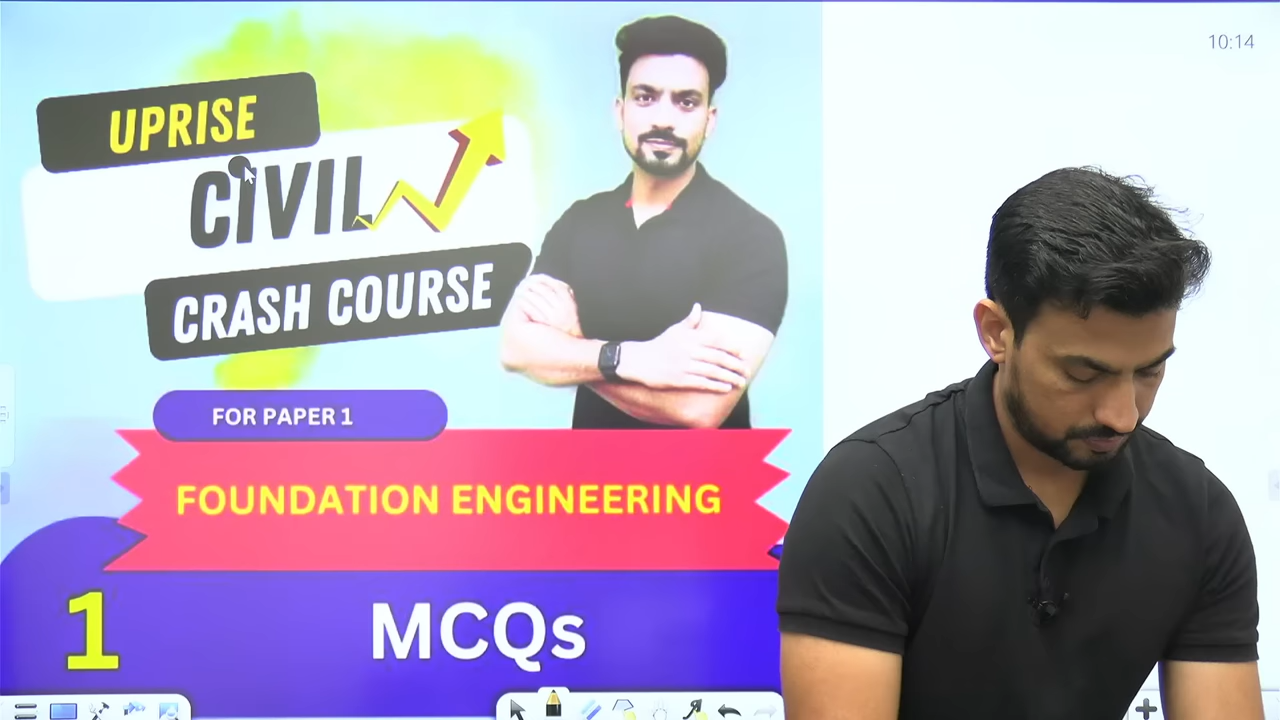 10:14
UPRISE
CIVIL
CRASH COURSE
FOR PAPER 1
FOUNDATION ENGINEERING
1
MCQs